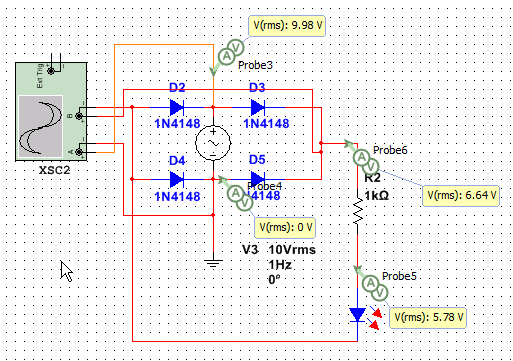 V(rms): 9.98 V
Probe3
Ext Trig
D2
D3
B
1N4148
1N4148
A
XSC2
Probe6
D4
D5
R2
1kΩ
Probe4
1N4148
4148
V(rms): 6.64 V
V(rms): 0 V
V3
10Vrms
1Hz
0°
Probe5
V(rms): 5.78 V